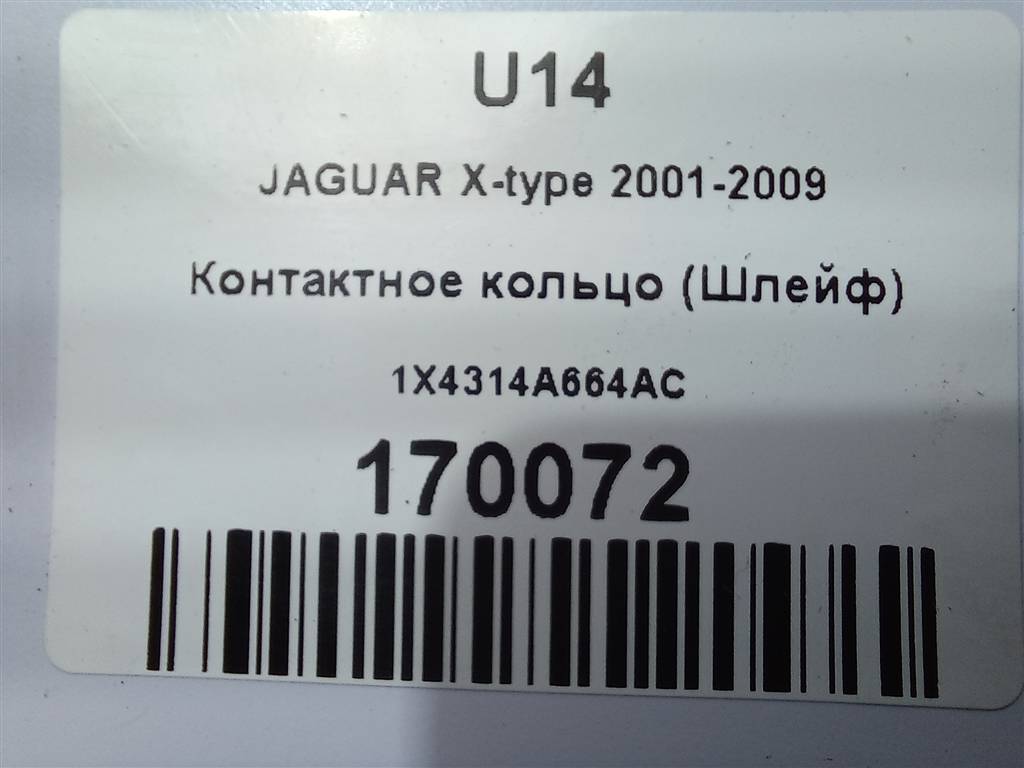 U14
JAGUAR X-type 2001-2009
Контактное кольцо (Шлейф)
1X4314A664AC
170072